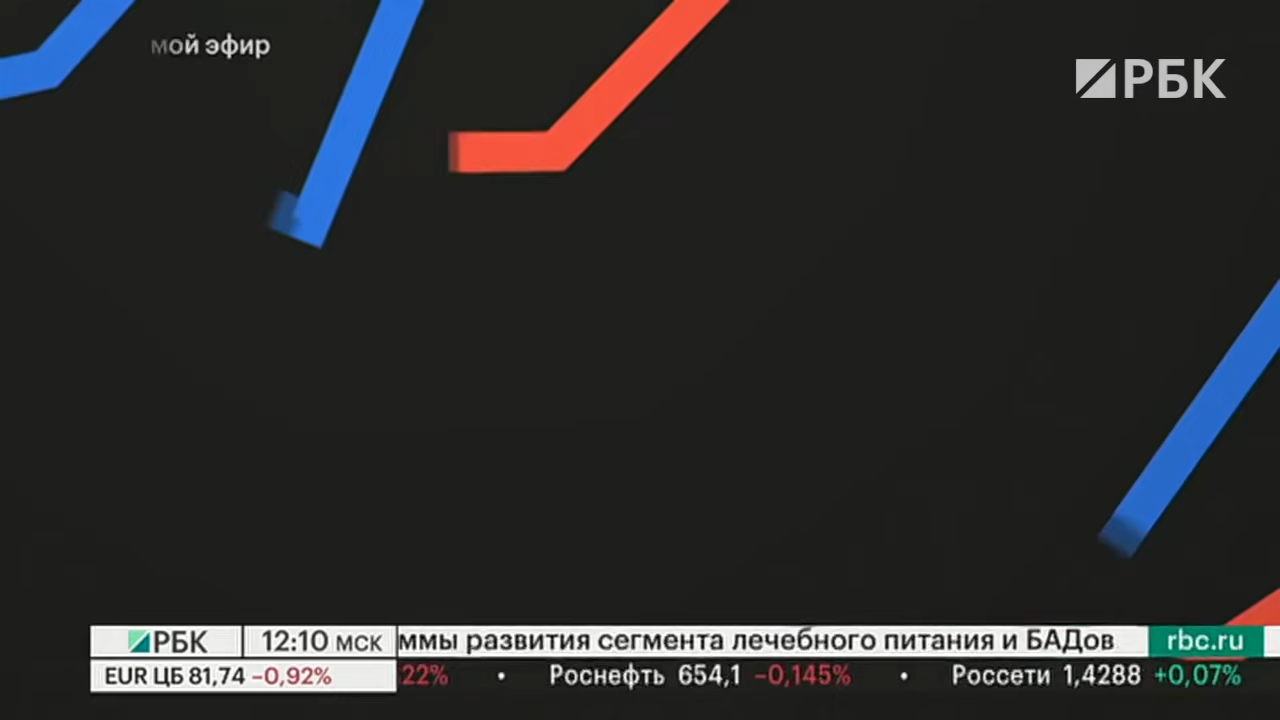 мой эфир
РБК
РБК 12:10 МСК ммы развития сегмента лечебного питания и БАДов rbc.ru
EUR ЦБ 81,74 -0,92% 22% • Роснефть 654,1 -0,145% • Россети 1,4288 +0,07%